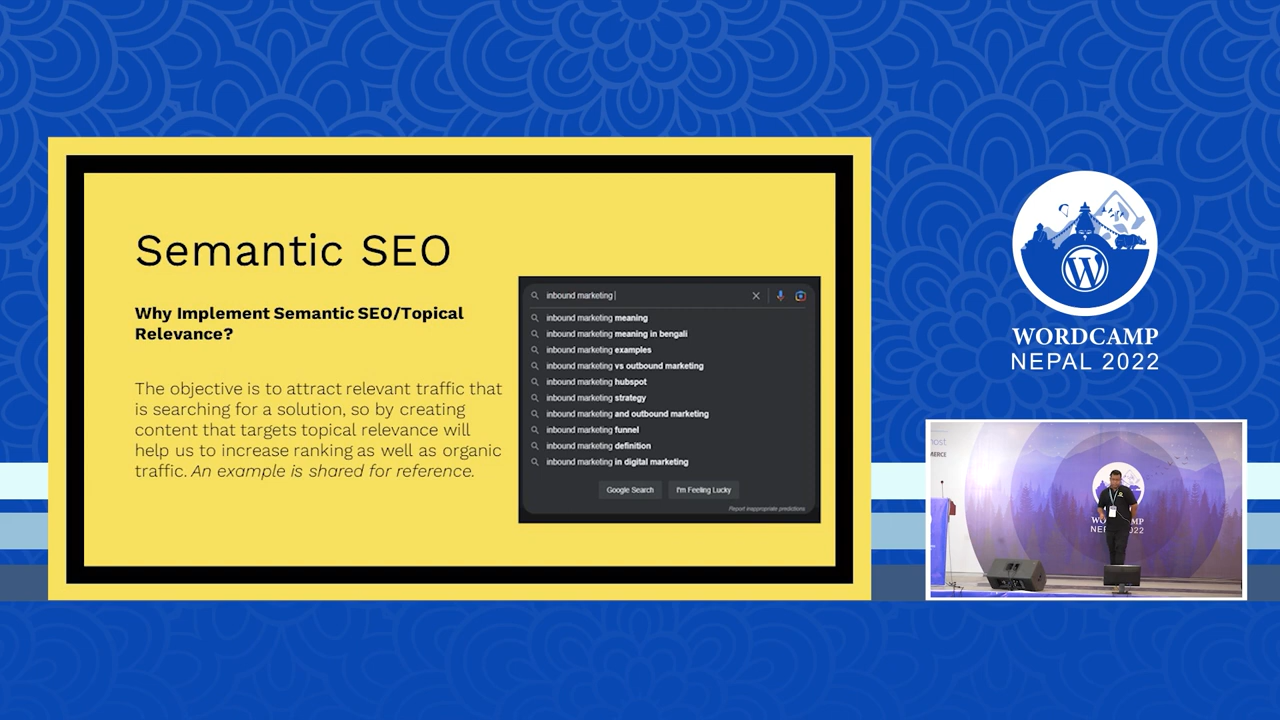 Semantic SEO
Why Implement Semantic SEO/Topical
Relevance?
The objective is to attract relevant traffic that
is searching for a solution, so by creating
content that targets topical relevance will
help us to increase ranking as well as organic
traffic. An example is shared for reference.
inbound marketing
inbound marketing meaning
inbound marketing meaning in bengali
inbound marketing examples
inbound marketing vs outbound marketing
inbound marketing hubspot
inbound marketing strategy
inbound marketing and outbound marketing
inbound marketing funnel
inbound marketing definition
inbound marketing in digital marketing
Google Search I'm Feeling Lucky
Report inappropriate predictions
WORDCAMP
NEPAL 2022